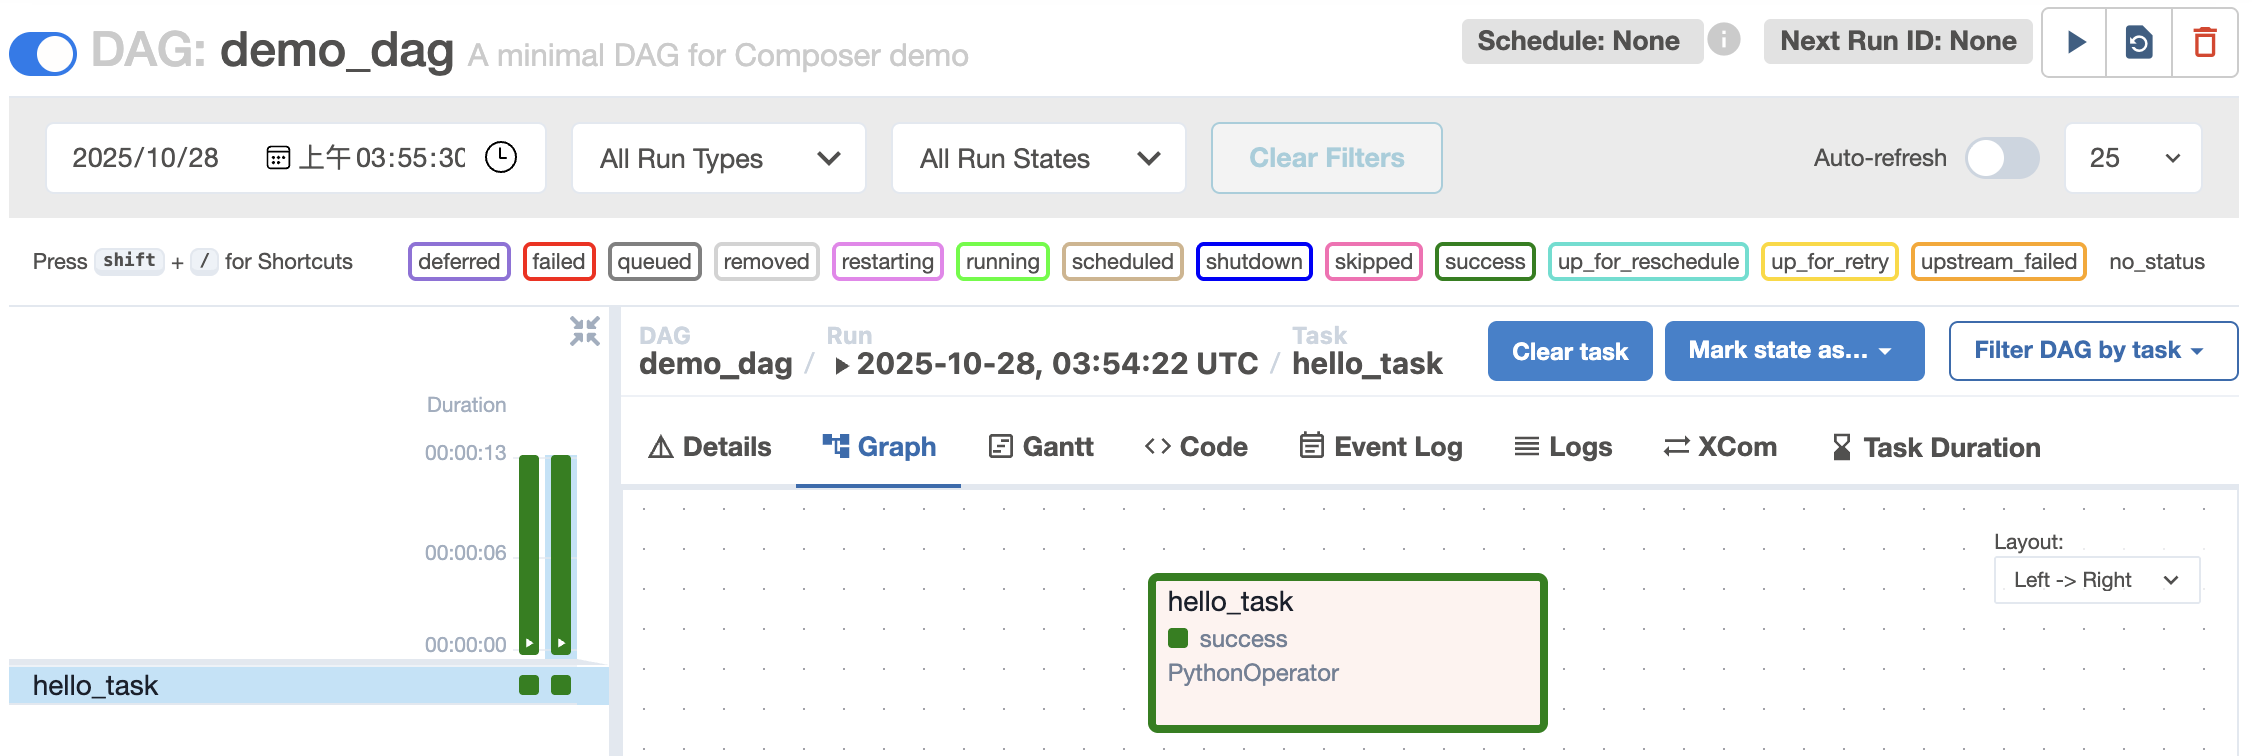 DAG: demo_dag A minimal DAG for Composer demo
Schedule: None
Next Run ID: None
2025/10/28 上午 03:55:30
All Run Types
All Run States
Clear Filters
Auto-refresh
25
Press shift + / for Shortcuts
deferred
failed
queued
removed
restarting
running
scheduled
shutdown
skipped
success
up_for_reschedule
up_for_retry
upstream_failed
no_status
Duration
00:00:13
00:00:06
00:00:00
hello_task
DAG
demo_dag
/
Run
2025-10-28, 03:54:22 UTC
/
Task
hello_task
Clear task
Mark state as...
Filter DAG by task
Details
Graph
Gantt
Code
Event Log
Logs
XCom
Task Duration
Layout:
Left -> Right
hello_task
success
PythonOperator